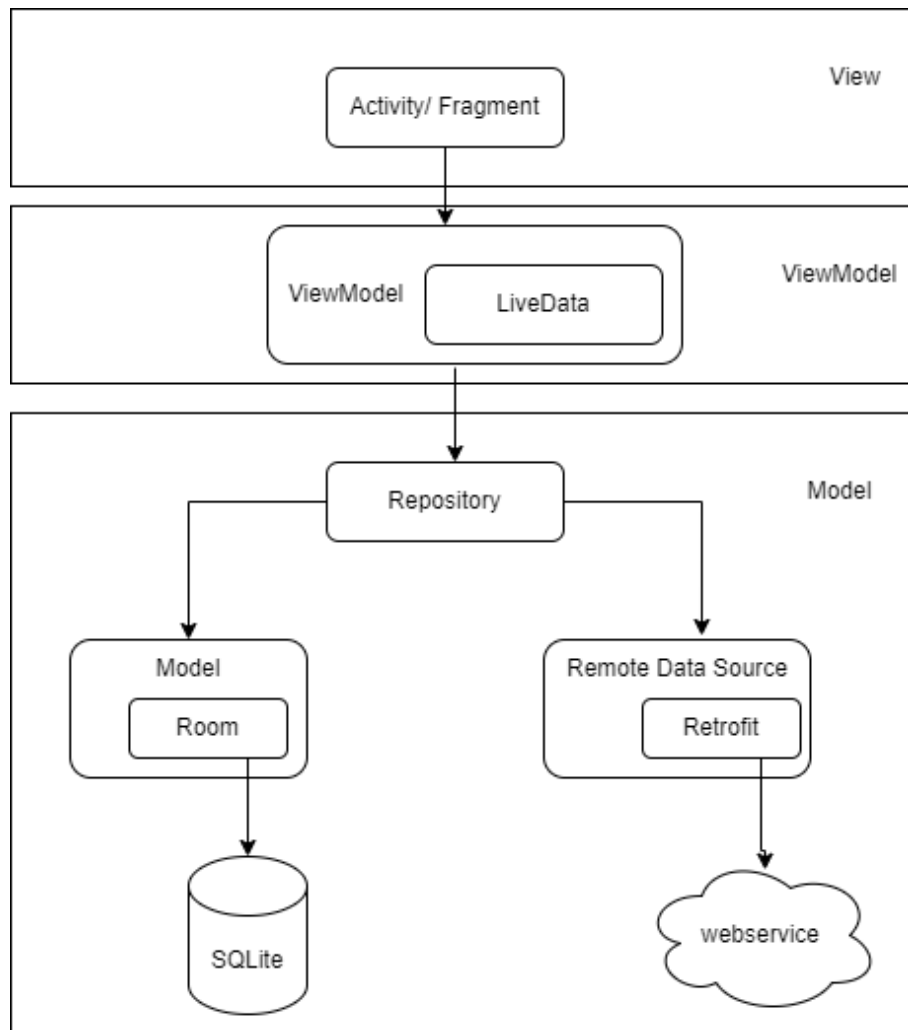 View
Activity/ Fragment
ViewModel
ViewModel
LiveData
Repository
Model
Model
Remote Data Source
Room
Retrofit
SQLite
webservice